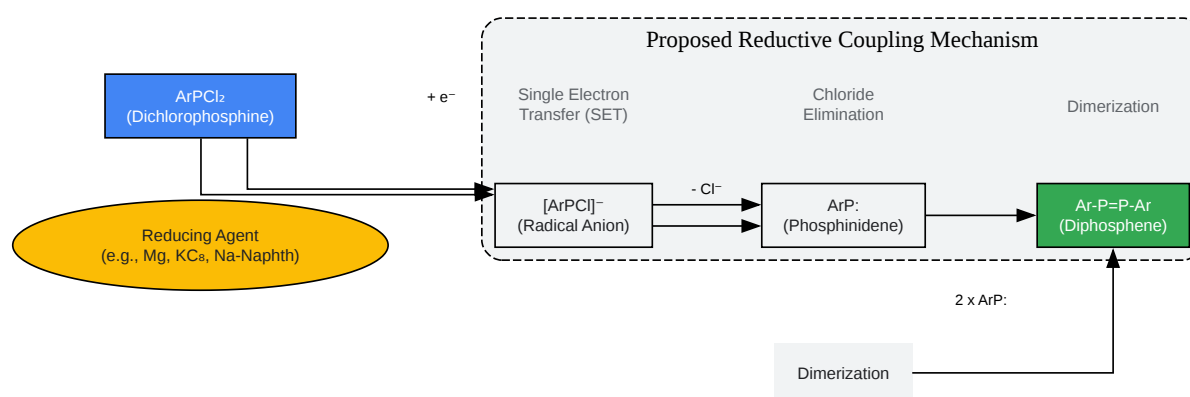 Proposed Reductive Coupling Mechanism
ArPCl₂
(Dichlorophosphine)
+ e⁻
Single Electron
Transfer (SET)
Chloride
Elimination
Dimerization
Reducing Agent
(e.g., Mg, KC₈, Na-Naphth)
[ArPCl]⁻
(Radical Anion)
- Cl⁻
ArP:
(Phosphinidene)
Ar-P=P-Ar
(Diphosphene)
2 x ArP:
Dimerization